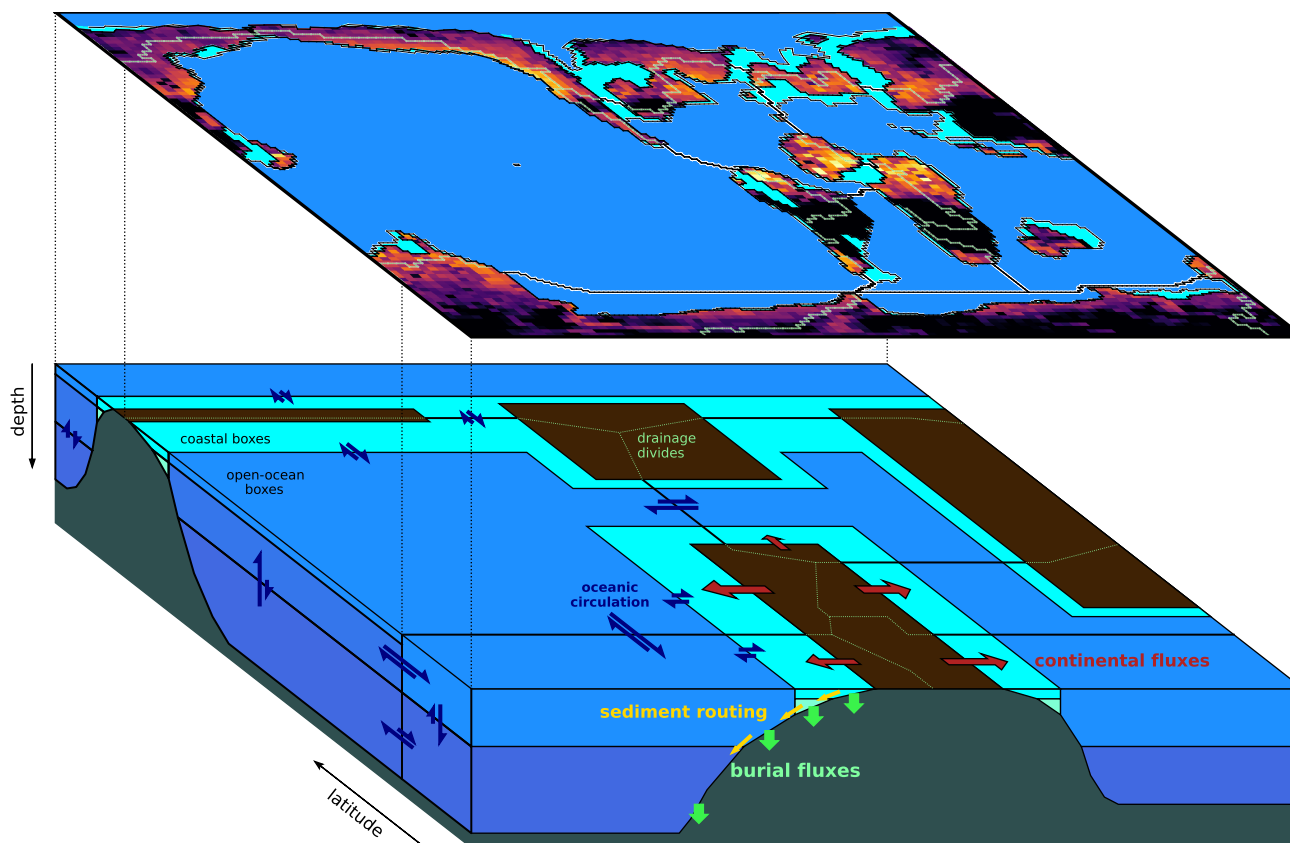 depth
coastal boxes
open-ocean
boxes
drainage
divides
oceanic
circulation
continental fluxes
sediment routing
burial fluxes
latitude